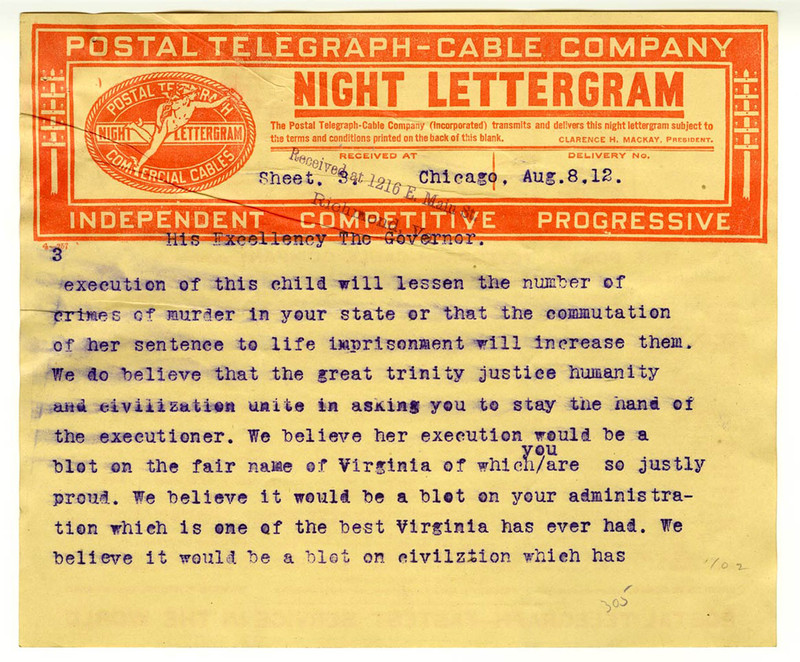 POSTAL TELEGRAPH-CABLE COMPANY
POSTAL TELEGRAPH
NIGHT LETTERGRAM
COMMERCIAL CABLES
NIGHT LETTERGRAM
The Postal Telegraph-Cable Company (Incorporated) transmits and delivers this night lettergram subject to
the terms and conditions printed on the back of this blank. CLARENCE H. MACKAY, PRESIDENT.
RECEIVED AT DELIVERY No.
Received at 1216 E. Main St.
Richmond, Va.
Sheet. 3. Chicago, Aug.8,12.
INDEPENDENT COMPETITIVE PROGRESSIVE
His Excellency The Governor.
3
execution of this child will lessen the number of
crimes of murder in your state or that the commutation
of her sentence to life imprisonment will increase them.
We do believe that the great trinity justice humanity
and civilization unite in asking you to stay the hand of
the executioner. We believe her execution would be a
you
blot on the fair name of Virginia of which/are so justly
proud. We believe it would be a blot on your administra-
tion which is one of the best Virginia has ever had. We
believe it would be a blot on civilztion which has
305